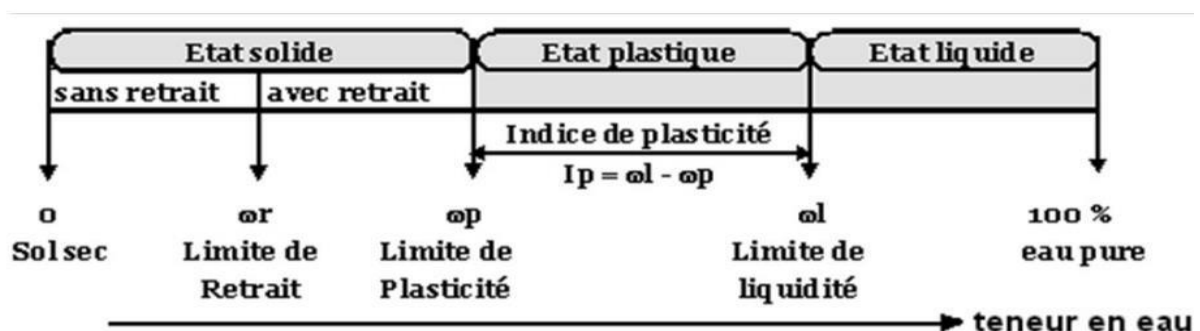 Etat solide Etat plastique Etat liquide
sans retrait avec retrait
Indice de plasticité
Ip = ωl - ωp
0 ωr ωp ωl 100 %
Sol sec Limite de Limite de Limite de eau pure
Retrait Plasticité liquidité
teneur en eau